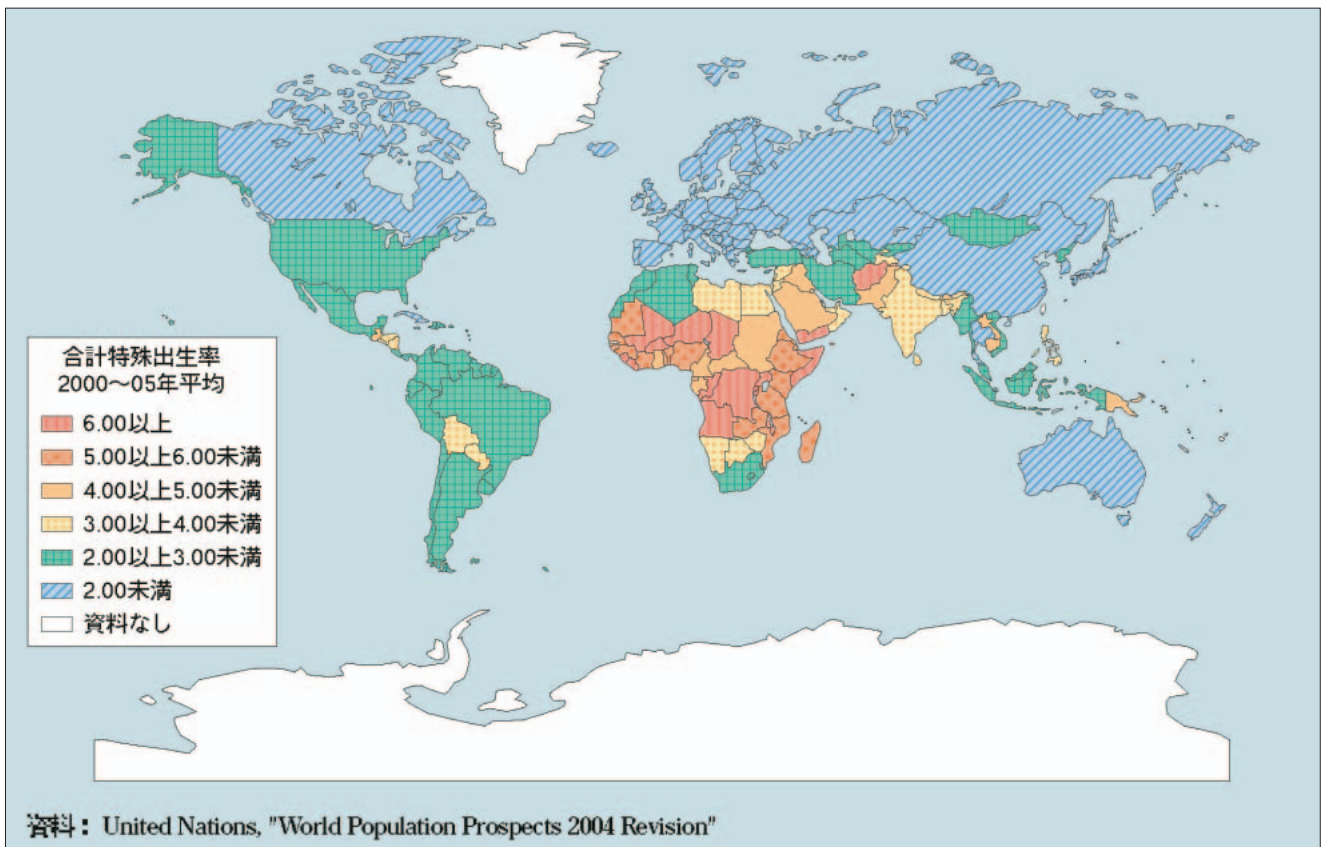 合計特殊出生率
2000～05年平均
6.00以上
5.00以上6.00未満
4.00以上5.00未満
3.00以上4.00未満
2.00以上3.00未満
2.00未満
資料なし
資料： United Nations, "World Population Prospects 2004 Revision"